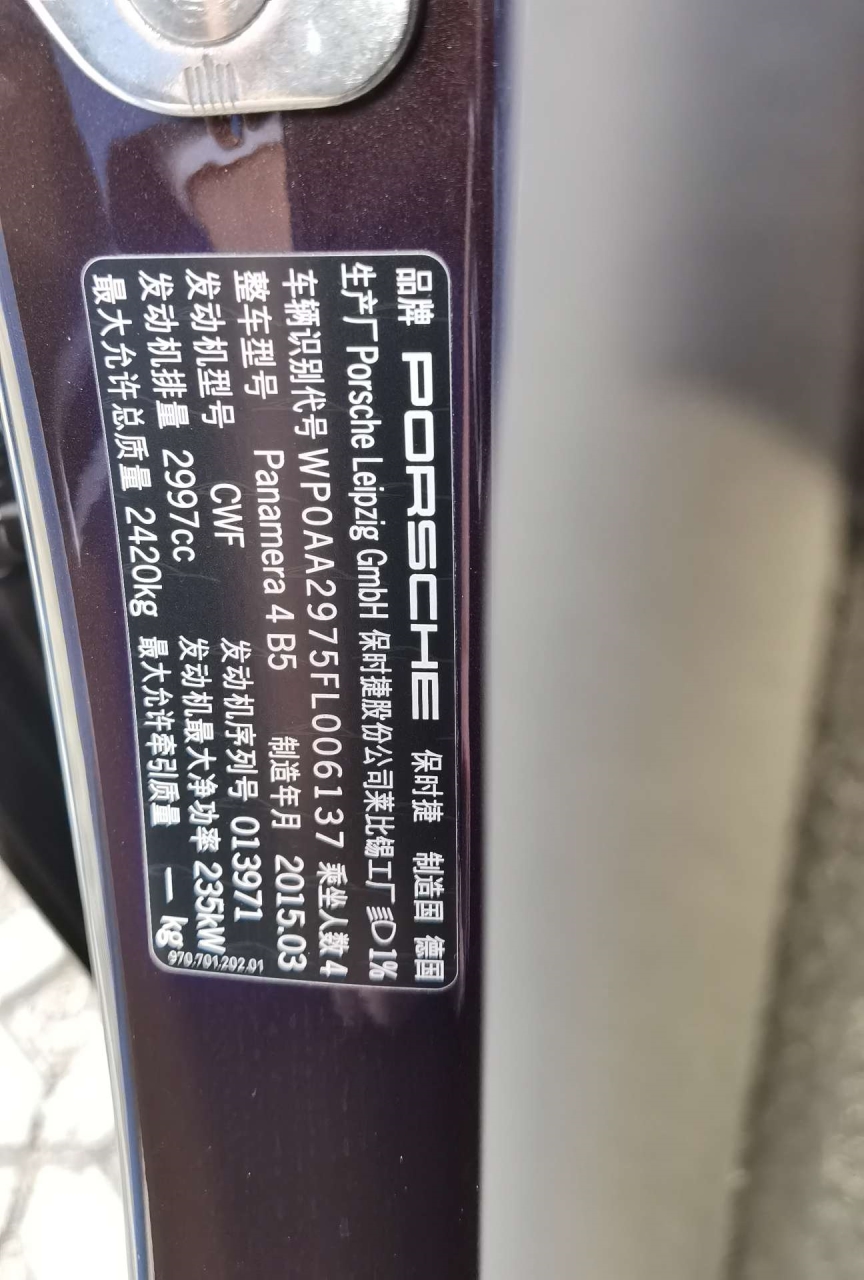 品牌 PORSCHE 保时捷 制造国 德国
生产厂 Porsche Leipzig GmbH 保时捷股份公司莱比锡工厂 1%
车辆识别代号 WP0AA2975FL006137 乘坐人数 4
整车型号 Panamera 4 B5 制造年月 2015.03
发动机型号 CWF 发动机序列号 013971
发动机排量 2997cc 发动机最大净功率 235kW
最大允许总质量 2420kg 最大允许牵引质量 — kg
970.701.202.01